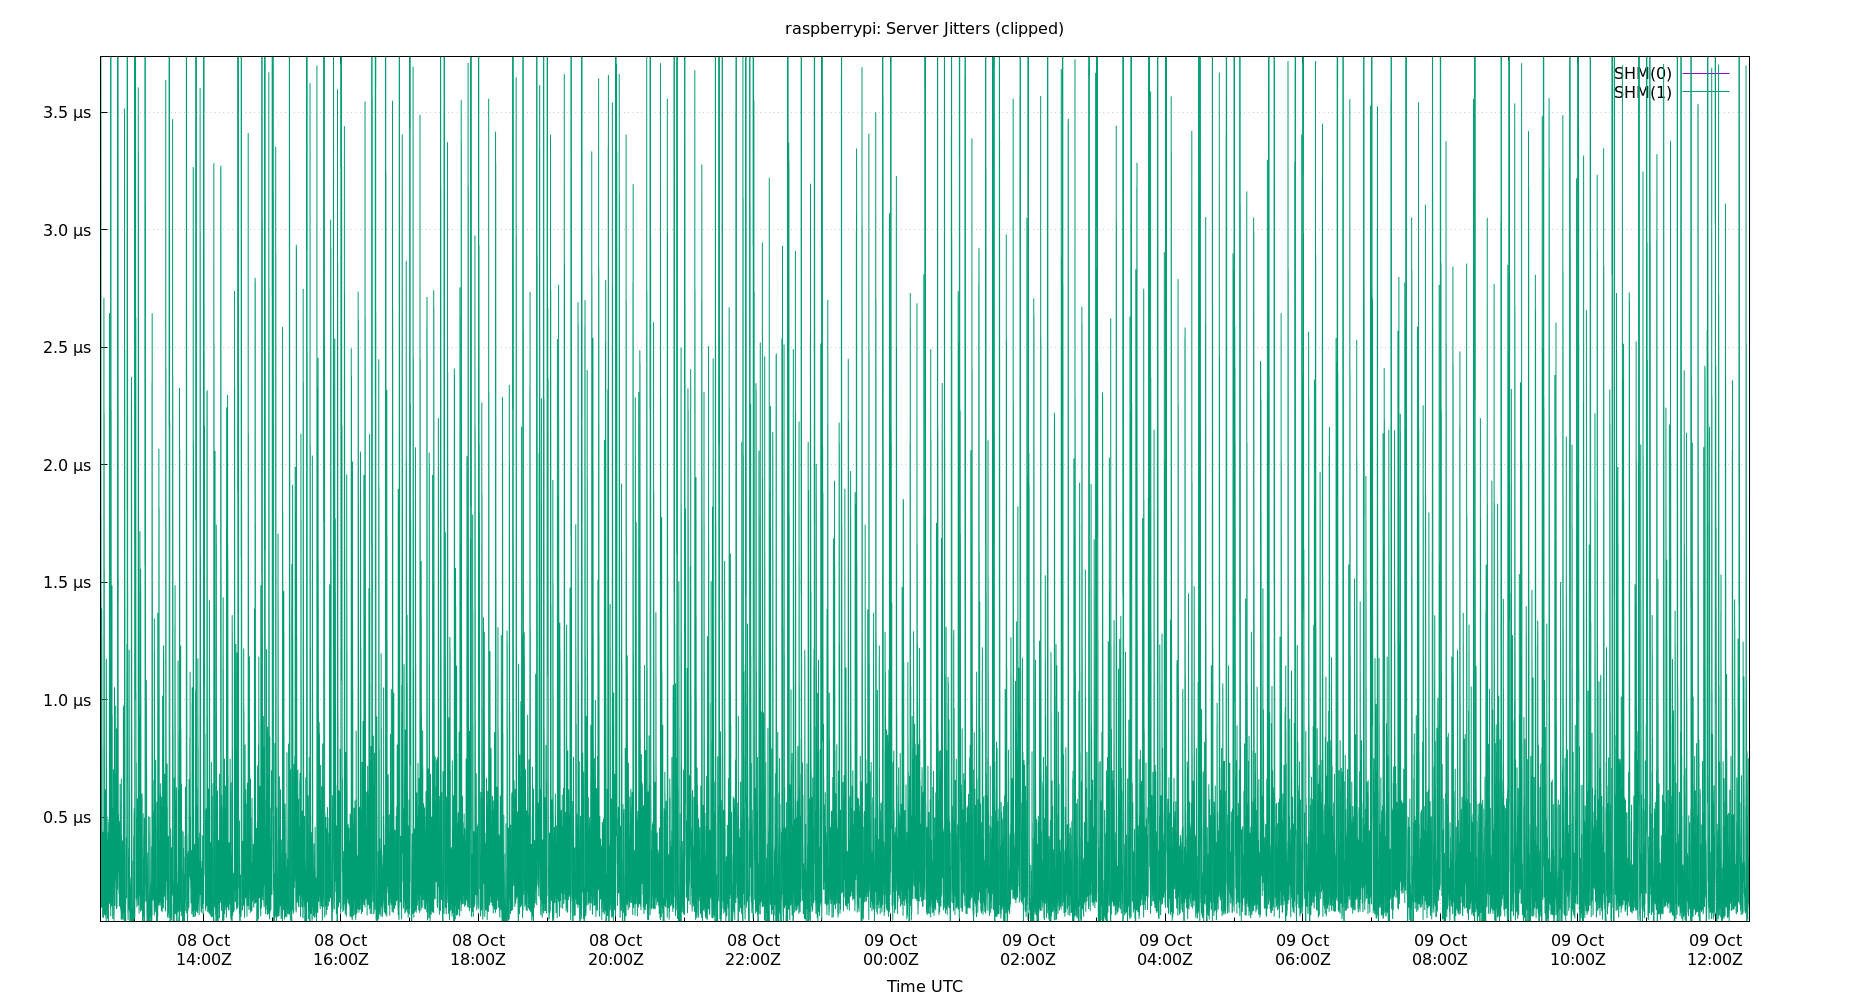 raspberrypi: Server Jitters (clipped)
SHM(0)
SHM(1)
3.5 µs
3.0 µs
2.5 µs
2.0 µs
1.5 µs
1.0 µs
0.5 µs
08 Oct 08 Oct 08 Oct 08 Oct 08 Oct 09 Oct 09 Oct 09 Oct 09 Oct 09 Oct 09 Oct 09 Oct
14:00Z 16:00Z 18:00Z 20:00Z 22:00Z 00:00Z 02:00Z 04:00Z 06:00Z 08:00Z 10:00Z 12:00Z
Time UTC